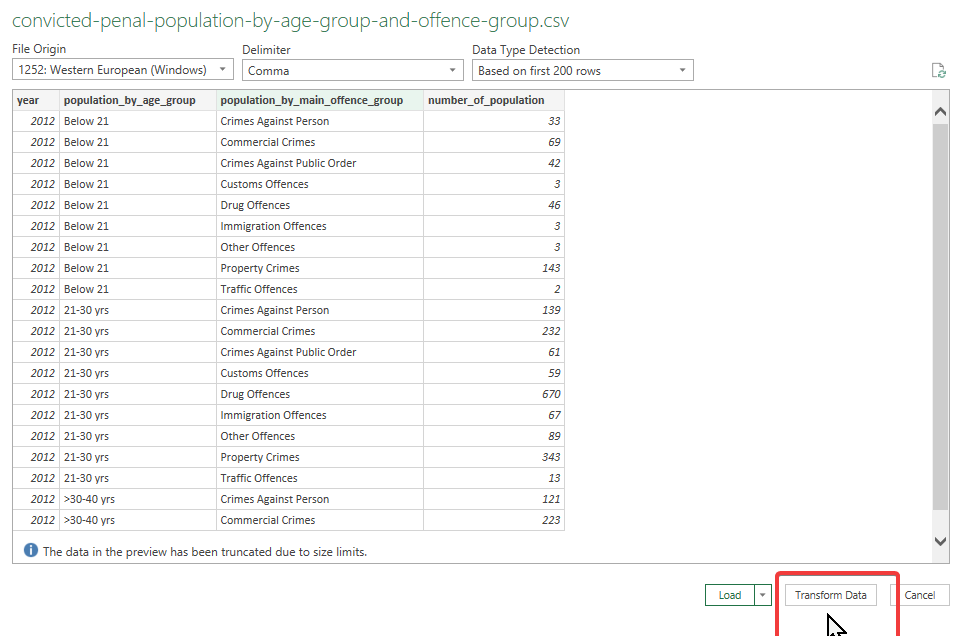 convicted-penal-population-by-age-group-and-offence-group.csv
File Origin Delimiter Data Type Detection
1252: Western European (Windows) Comma Based on first 200 rows
year population_by_age_group population_by_main_offence_group number_of_population
2012 Below 21 Crimes Against Person 33
2012 Below 21 Commercial Crimes 69
2012 Below 21 Crimes Against Public Order 42
2012 Below 21 Customs Offences 3
2012 Below 21 Drug Offences 46
2012 Below 21 Immigration Offences 3
2012 Below 21 Other Offences 3
2012 Below 21 Property Crimes 143
2012 Below 21 Traffic Offences 2
2012 21-30 yrs Crimes Against Person 139
2012 21-30 yrs Commercial Crimes 232
2012 21-30 yrs Crimes Against Public Order 61
2012 21-30 yrs Customs Offences 59
2012 21-30 yrs Drug Offences 670
2012 21-30 yrs Immigration Offences 67
2012 21-30 yrs Other Offences 89
2012 21-30 yrs Property Crimes 343
2012 21-30 yrs Traffic Offences 13
2012 >30-40 yrs Crimes Against Person 121
2012 >30-40 yrs Commercial Crimes 223
The data in the preview has been truncated due to size limits.
Load Transform Data Cancel